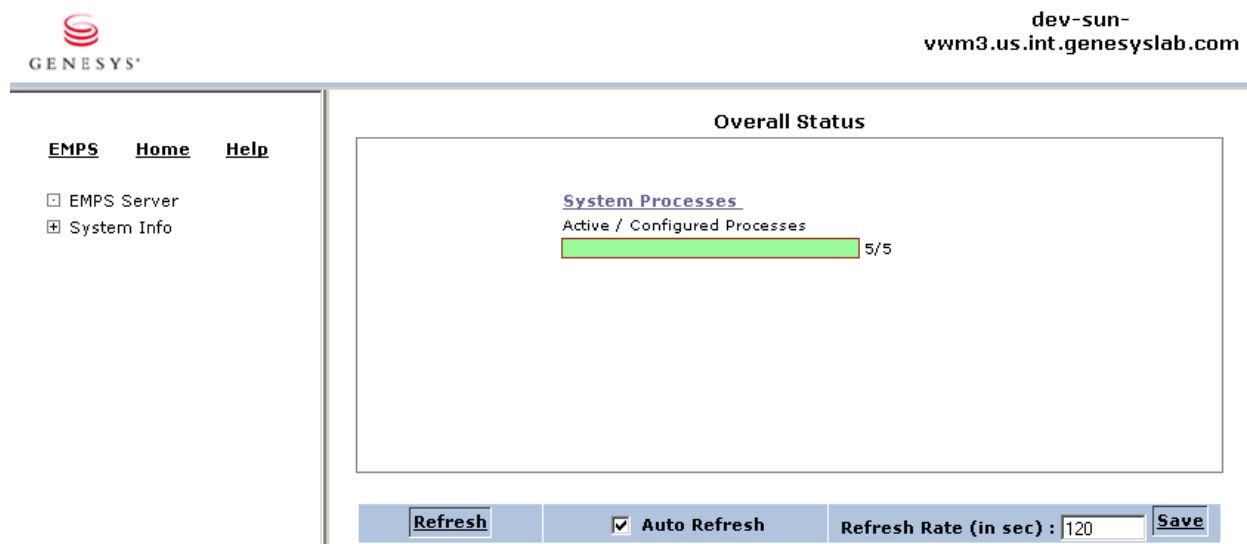 GENESYS
dev-sun-
vwm3.us.int.genesyslab.com
EMPS Home Help
EMPS Server
System Info
Overall Status
System Processes
Active / Configured Processes
5/5
Refresh
Auto Refresh
Refresh Rate (in sec) : 120
Save